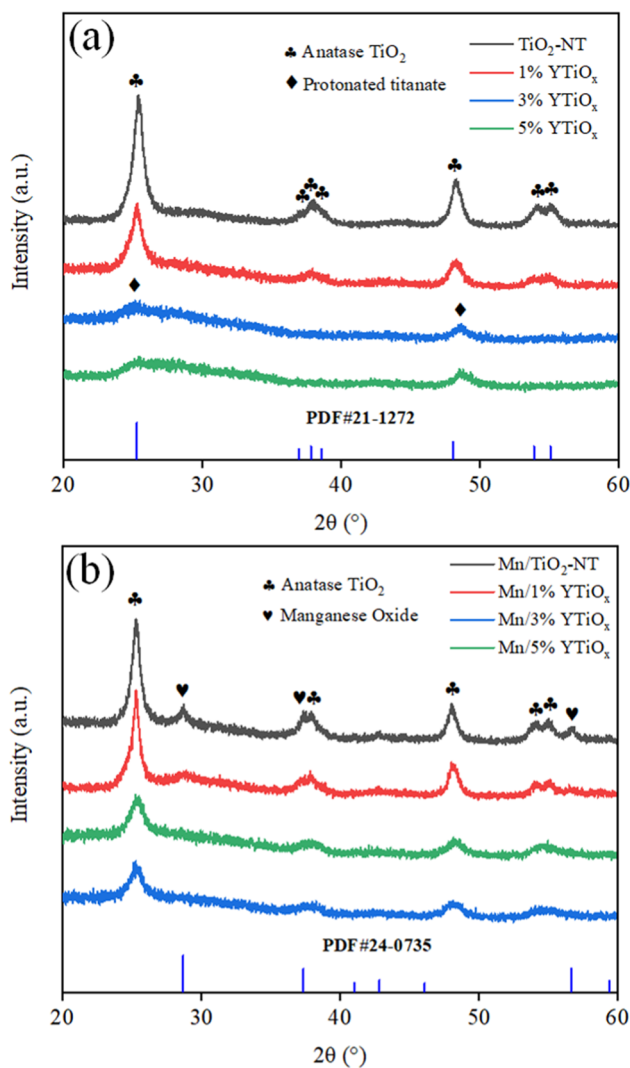 (a)
♣ Anatase TiO₂
♦ Protonated titanate
TiO₂-NT
1% YTiOₓ
3% YTiOₓ
5% YTiOₓ
Intensity (a.u.)
PDF#21-1272
20 30 40 50 60
2θ (°)
(b)
♣ Anatase TiO₂
♥ Manganese Oxide
Mn/TiO₂-NT
Mn/1% YTiOₓ
Mn/3% YTiOₓ
Mn/5% YTiOₓ
Intensity (a.u.)
PDF#24-0735
20 30 40 50 60
2θ (°)